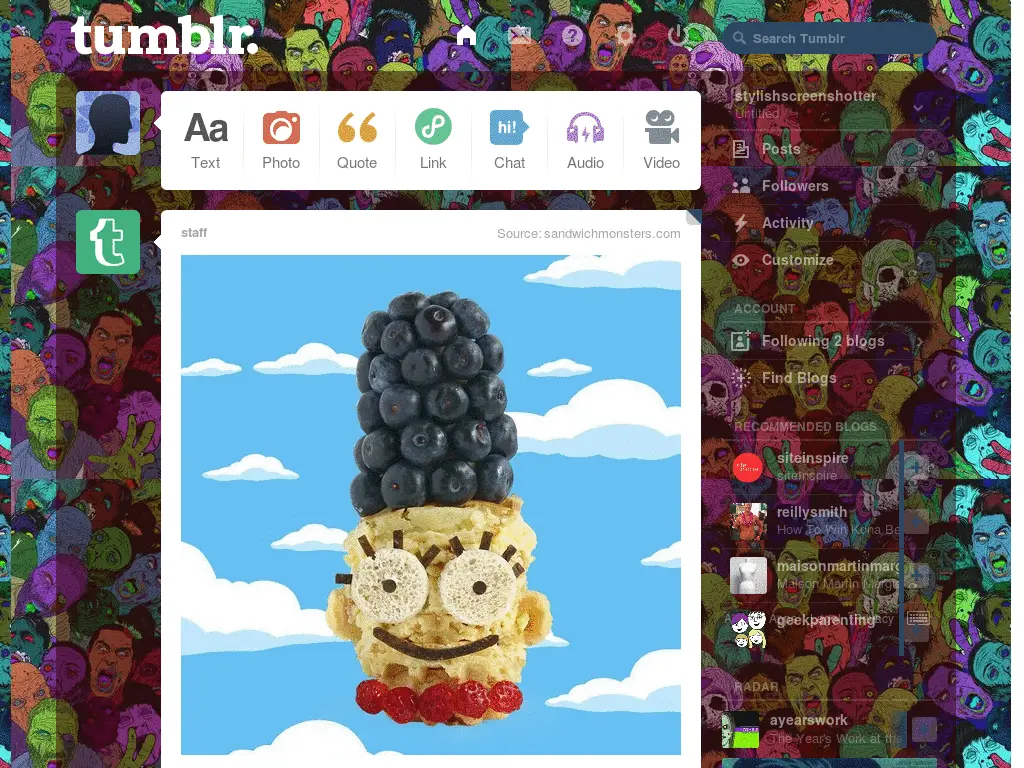 tumblr.
Search Tumblr
stylishscreenshotter
Untitled
Aa
hi!
Text
Photo
Quote
Link
Chat
Audio
Video
Posts
Followers
Activity
Customize
staff
Source: sandwichmonsters.com
ACCOUNT
Following 2 blogs
Find Blogs
RECOMMENDED BLOGS
siteinspire
siteInspire
reillysmith
How To Win Kona Be
maisonmartinmarg
Maison Martin Margie
geekparenting
RADAR
ayearswork
The Year's Work at the